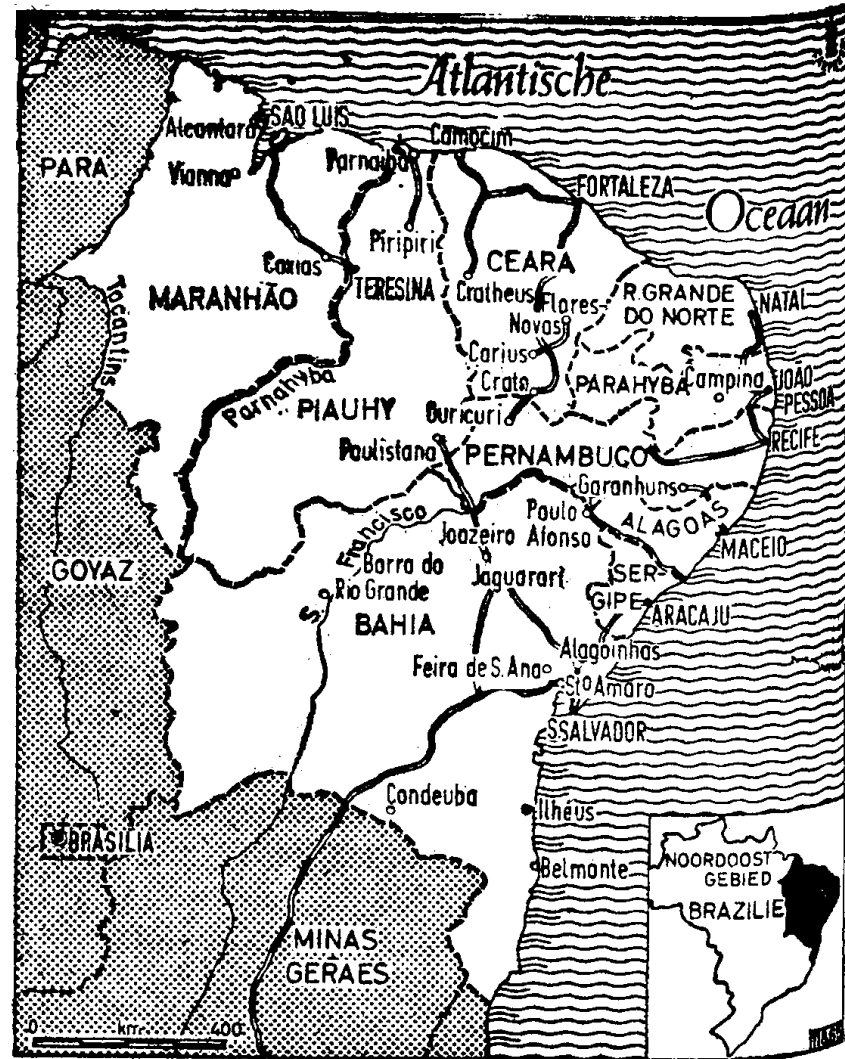 Atlantische
Oceaan
SÃO LUIS
Alcantara
Vianna
PARA
Parnaiba
Camocim
FORTALEZA
Piripiri
CEARA
Caxias
TERESINA
MARANHÃO
Cratheus
Flores
Novas
R. GRANDE
DO NORTE
NATAL
Tocantins
Carius
Crato
PARAHYBA
Campina
JOÃO
PESSOA
Parnahyba
PIAUHY
Ouricuri
Paulistana
PERNAMBUCO
RECIFE
Garanhuns
ALAGOAS
MACEIO
S. Francisco
Paulo
Afonso
Joazeiro
GOYAZ
Barra do
Rio Grande
Jaguarari
SER-
GIPE
ARACAJU
BAHIA
Alagoinhas
Feira de S. Ana
Sto Amaro
SSALVADOR
Condeuba
Ilhéus
BRASILIA
Belmonte
NOORDOOST
GEBIED
BRAZILIE
MINAS
GERAES
0 km. 400